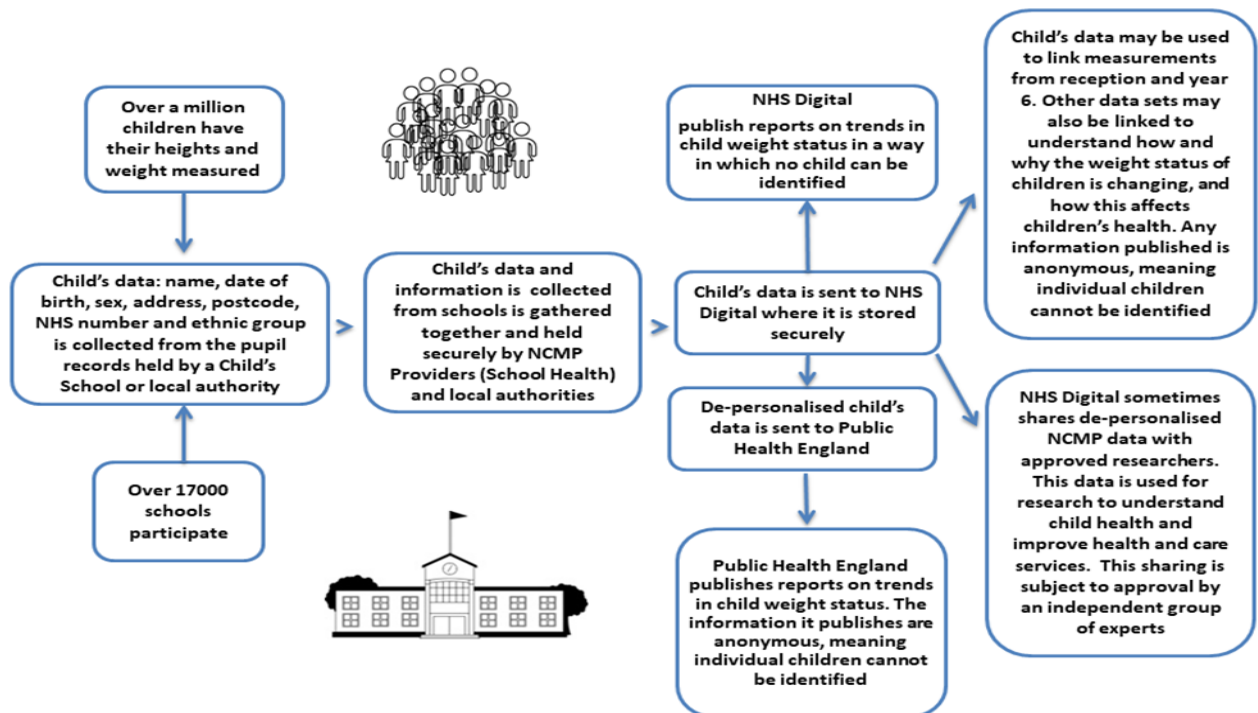 Over a million
children have
their heights and
weight measured
Child's data: name, date of
birth, sex, address, postcode,
NHS number and ethnic group
is collected from the pupil
records held by a Child's
School or local authority
Over 17000
schools
participate
Child's data and
information is collected
from schools is gathered
together and held
securely by NCMP
Providers (School Health)
and local authorities
NHS Digital
publish reports on trends in
child weight status in a way
in which no child can be
identified
Child's data is sent to NHS
Digital where it is stored
securely
De-personalised child's
data is sent to Public
Health England
Public Health England
publishes reports on trends
in child weight status. The
information it publishes are
anonymous, meaning
individual children cannot
be identified
Child's data may be used
to link measurements
from reception and year
6. Other data sets may
also be linked to
understand how and
why the weight status of
children is changing, and
how this affects
children's health. Any
information published is
anonymous, meaning
individual children
cannot be identified
NHS Digital sometimes
shares de-personalised
NCMP data with
approved researchers.
This data is used for
research to understand
child health and
improve health and care
services. This sharing is
subject to approval by
an independent group
of experts